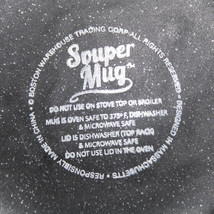 © BOSTON WAREHOUSE TRADING CORP ALL RIGHTS RESERVED •
Souper
Mug™
DO NOT USE ON STOVE TOP OR BROILER
MUG IS OVEN SAFE TO 375° F, DISHWASHER
& MICROWAVE SAFE
LID IS DISHWASHER (TOP RACK)
& MICROWAVE SAFE
DO NOT USE LID IN THE OVEN
DESIGNED IN MASSACHUSETTS • RESPONSIBLY MADE IN CHINA •